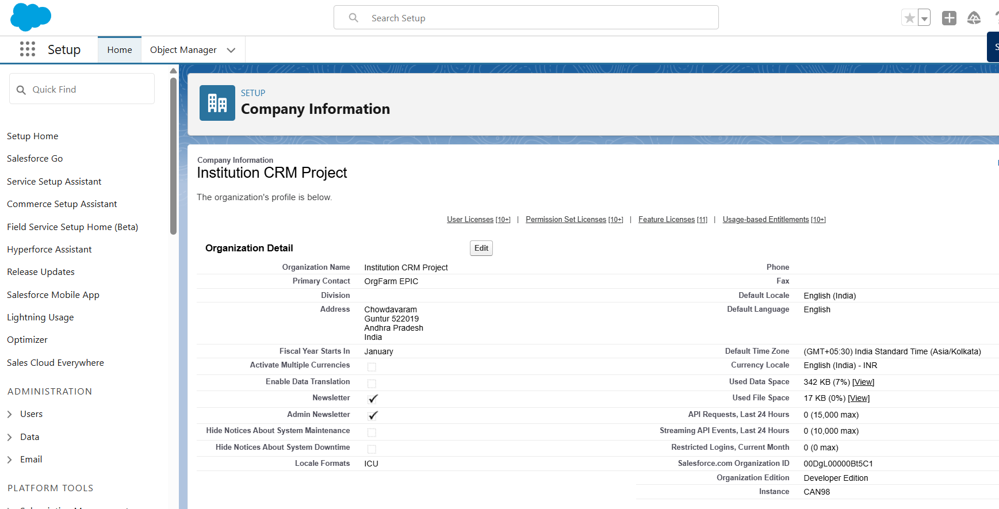 Search Setup
Setup
Home
Object Manager
Quick Find
Setup Home
Salesforce Go
Service Setup Assistant
Commerce Setup Assistant
Field Service Setup Home (Beta)
Hyperforce Assistant
Release Updates
Salesforce Mobile App
Lightning Usage
Optimizer
Sales Cloud Everywhere
ADMINISTRATION
Users
Data
Email
PLATFORM TOOLS
SETUP
Company Information
Company Information
Institution CRM Project
The organization's profile is below.
User Licenses [10+] | Permission Set Licenses [10+] | Feature Licenses [11] | Usage-based Entitlements [10+]
Organization Detail
Edit
Organization Name Institution CRM Project
Phone
Primary Contact OrgFarm EPIC
Fax
Division
Default Locale English (India)
Address Chowdavaram
Guntur 522019
Andhra Pradesh
India
Default Language English
Fiscal Year Starts In January
Default Time Zone (GMT+05:30) India Standard Time (Asia/Kolkata)
Activate Multiple Currencies
Currency Locale English (India) - INR
Enable Data Translation
Used Data Space 342 KB (7%) [View]
Newsletter
Used File Space 17 KB (0%) [View]
Admin Newsletter
API Requests, Last 24 Hours 0 (15,000 max)
Hide Notices About System Maintenance
Streaming API Events, Last 24 Hours 0 (10,000 max)
Hide Notices About System Downtime
Restricted Logins, Current Month 0 (0 max)
Locale Formats ICU
Salesforce.com Organization ID 00DgL00000Bt5C1
Organization Edition Developer Edition
Instance CAN98